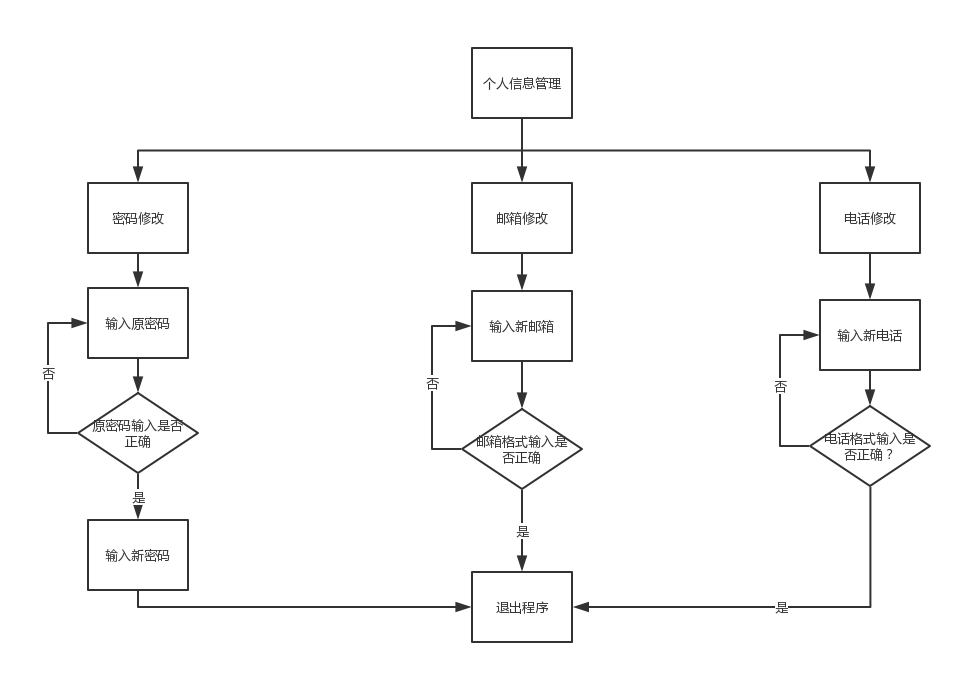 个人信息管理
密码修改
邮箱修改
电话修改
输入原密码
输入新邮箱
输入新电话
否
否
否
原密码输入是否
正确
邮箱格式输入是
否正确
电话格式输入是
否正确？
是
是
输入新密码
退出程序
是